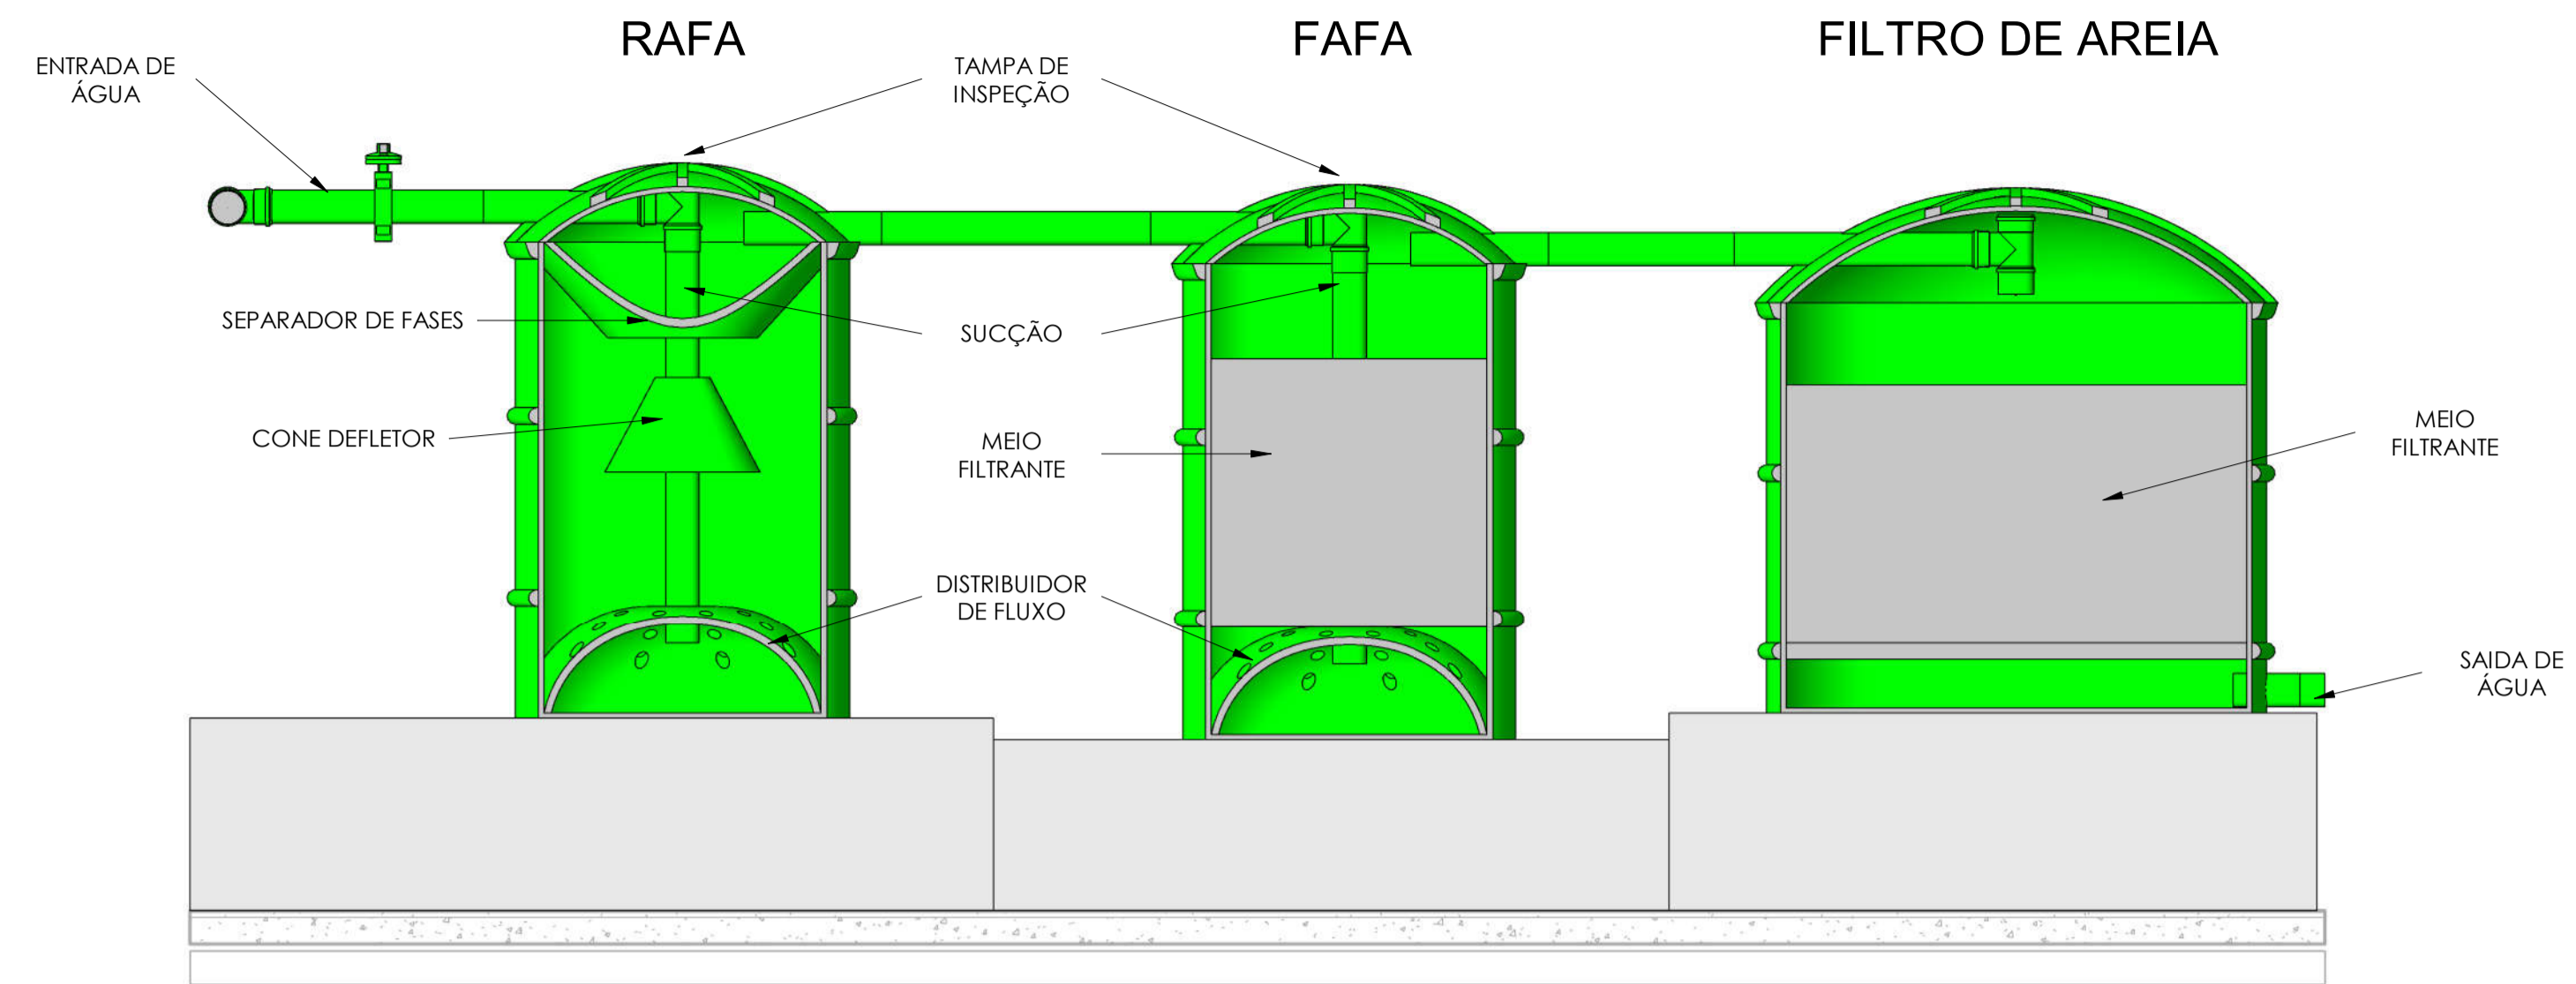 RAFA
FAFA
FILTRO DE AREIA
ENTRADA DE
ÁGUA
TAMPA DE
INSPEÇÃO
SEPARADOR DE FASES
SUCÇÃO
CONE DEFLETOR
MEIO
FILTRANTE
MEIO
FILTRANTE
DISTRIBUIDOR
DE FLUXO
SAIDA DE
ÁGUA